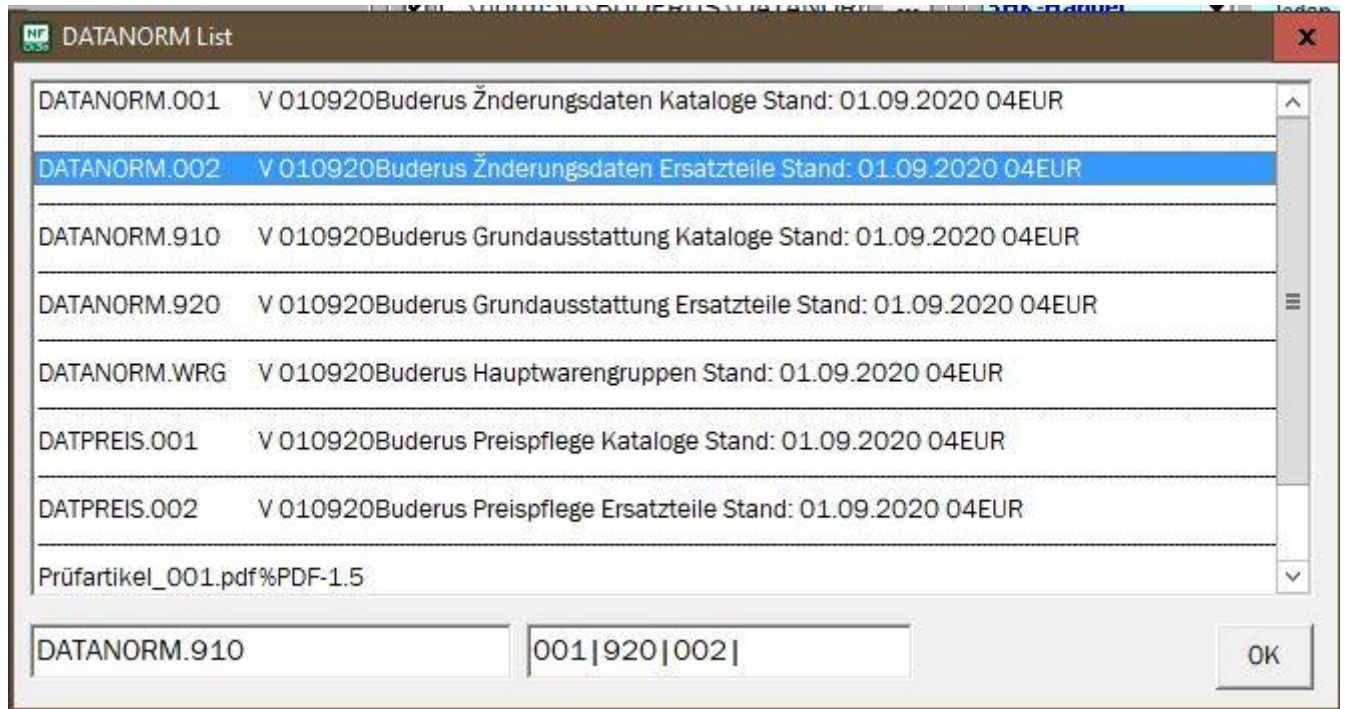 DATANORM List
x
DATANORM.001 V 010920Buderus Žnderungsdaten Kataloge Stand: 01.09.2020 04EUR
DATANORM.002 V 010920Buderus Žnderungsdaten Ersatzteile Stand: 01.09.2020 04EUR
DATANORM.910 V 010920Buderus Grundausstattung Kataloge Stand: 01.09.2020 04EUR
DATANORM.920 V 010920Buderus Grundausstattung Ersatzteile Stand: 01.09.2020 04EUR
DATANORM.WRG V 010920Buderus Hauptwarengruppen Stand: 01.09.2020 04EUR
DATPREIS.001 V 010920Buderus Preispflege Kataloge Stand: 01.09.2020 04EUR
DATPREIS.002 V 010920Buderus Preispflege Ersatzteile Stand: 01.09.2020 04EUR
Prüfartikel_001.pdf%PDF-1.5
DATANORM.910 001|920|002| OK